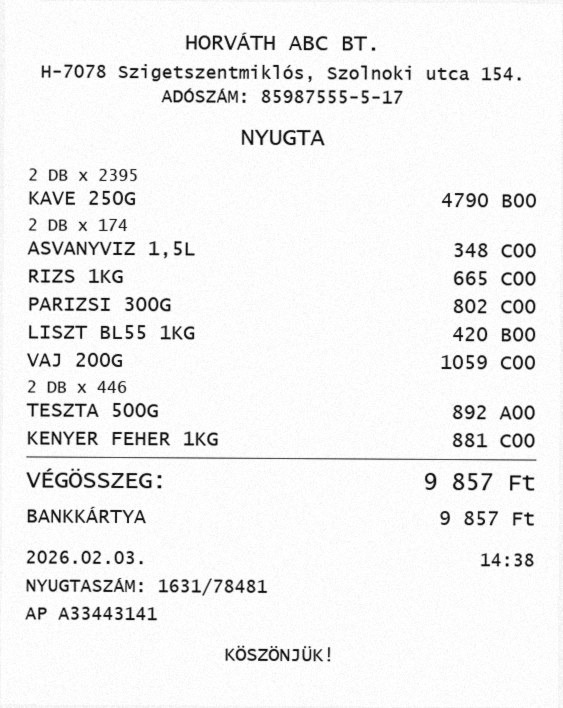 HORVÁTH ABC BT.
H-7078 Szigetszentmiklós, Szolnoki utca 154.
ADÓSZÁM: 85987555-5-17
NYUGTA
2 DB x 2395
KAVE 250G 4790 B00
2 DB x 174
ASVANYVIZ 1,5L 348 C00
RIZS 1KG 665 C00
PARIZSI 300G 802 C00
LISZT BL55 1KG 420 B00
VAJ 200G 1059 C00
2 DB x 446
TESZTA 500G 892 A00
KENYER FEHER 1KG 881 C00
VÉGÖSSZEG: 9 857 Ft
BANKKÁRTYA 9 857 Ft
2026.02.03. 14:38
NYUGTASZÁM: 1631/78481
AP A33443141
KÖSZÖNJÜK!